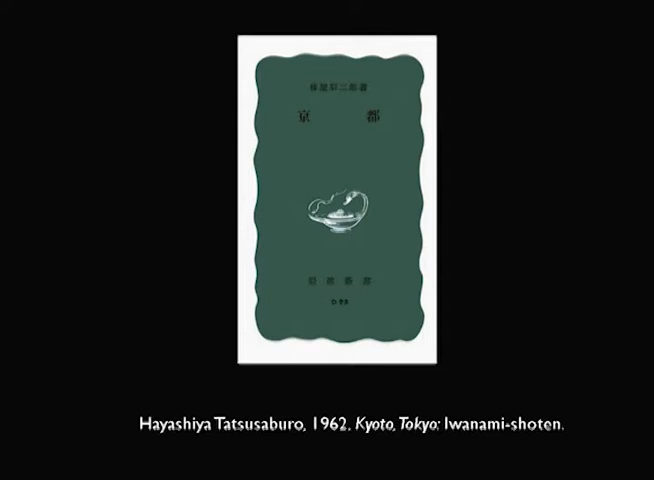 林屋辰三郎著
京 都
岩 波 新 書
Hayashiya Tatsusaburo, 1962. Kyoto, Tokyo: Iwanami-shoten.